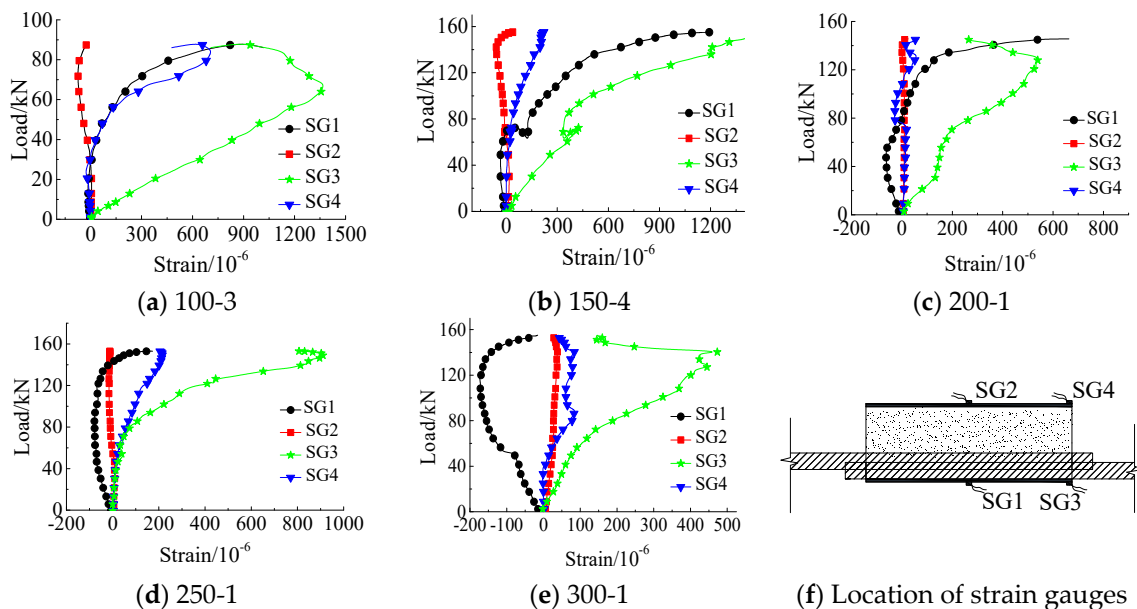 100
80
60
40
20
0
Load/kN
SG1
SG2
SG3
SG4
0 300 600 900 1200 1500
Strain/10⁻⁶
(a) 100-3
160
120
80
40
0
Load/kN
SG1
SG2
SG3
SG4
0 300 600 900 1200
Strain/10⁻⁶
(b) 150-4
160
120
80
40
0
Load/kN
SG1
SG2
SG3
SG4
-200 0 200 400 600 800
Strain/10⁻⁶
(c) 200-1
200
160
120
80
40
0
Load/kN
SG1
SG2
SG3
SG4
-200 0 200 400 600 800 1000
Strain/10⁻⁶
(d) 250-1
200
160
120
80
40
0
Load/kN
SG1
SG2
SG3
SG4
-200 -100 0 100 200 300 400 500
Strain/10⁻⁶
(e) 300-1
SG2 SG4
SG1 SG3
(f) Location of strain gauges